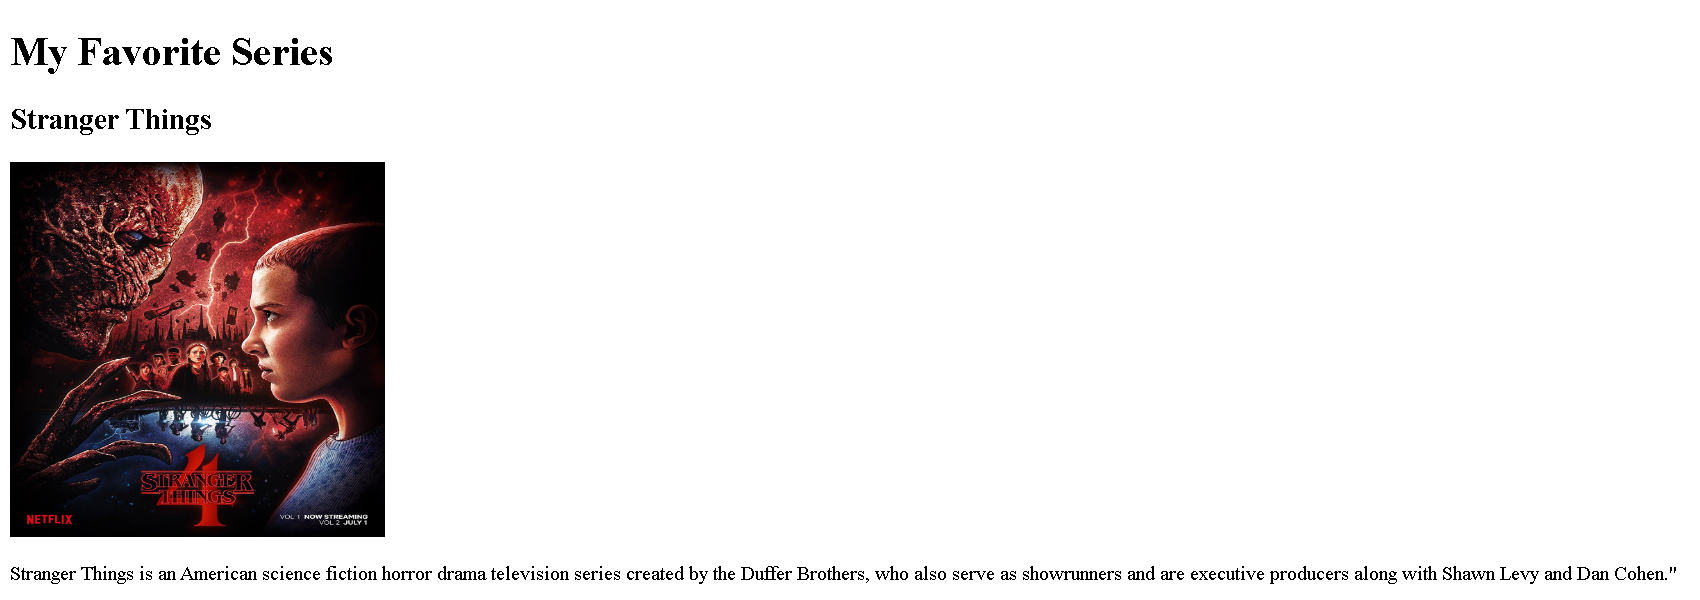 My Favorite Series
Stranger Things
4
STRANGER
THINGS
NETFLIX
VOL 1 NOW STREAMING
VOL 2 JULY 1
Stranger Things is an American science fiction horror drama television series created by the Duffer Brothers, who also serve as showrunners and are executive producers along with Shawn Levy and Dan Cohen."